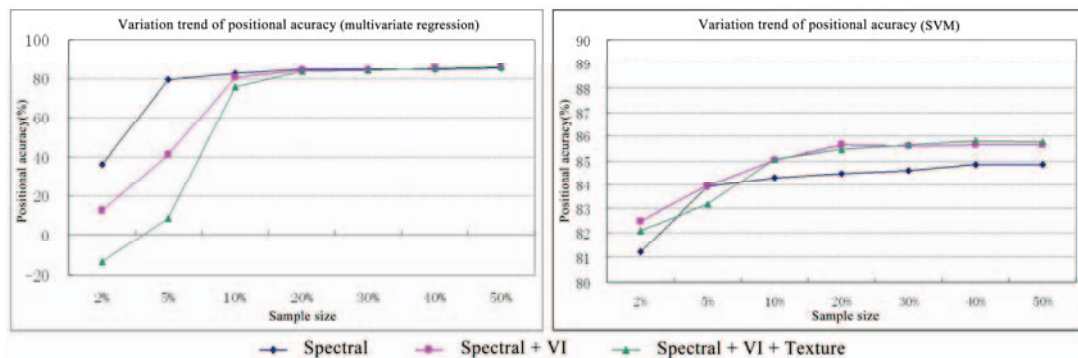 Variation trend of positional acuracy (multivariate regression)
Positional acuracy(%)
100
80
60
40
20
0
-20
2% 5% 10% 20% 30% 40% 50%
Sample size
Variation trend of positional acuracy (SVM)
Positional acuracy(%)
90
89
88
87
86
85
84
83
82
81
80
2% 5% 10% 20% 30% 40% 50%
Sample size
Spectral Spectral + VI Spectral + VI + Texture